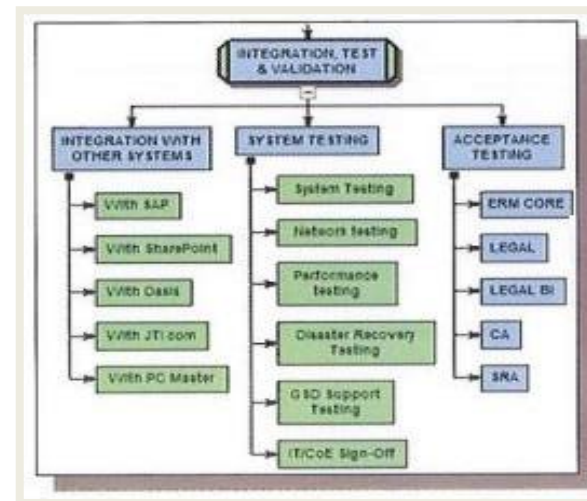 INTEGRATION, TEST
& VALIDATION
INTEGRATION WITH
OTHER SYSTEMS
With SAP
With SharePoint
With Oasis
With JTI.com
With PC Master
SYSTEM TESTING
System Testing
Network testing
Performance
testing
Disaster Recovery
Testing
GSD Support
Testing
IT/CoE Sign-Off
ACCEPTANCE
TESTING
ERM CORE
LEGAL
LEGAL BI
CA
SRA